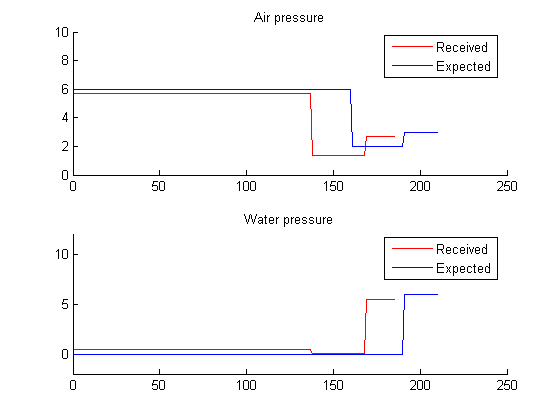 Air pressure
10
8
6
4
2
0
0 50 100 150 200 250
Received
Expected
Water pressure
10
5
0
0 50 100 150 200 250
Received
Expected